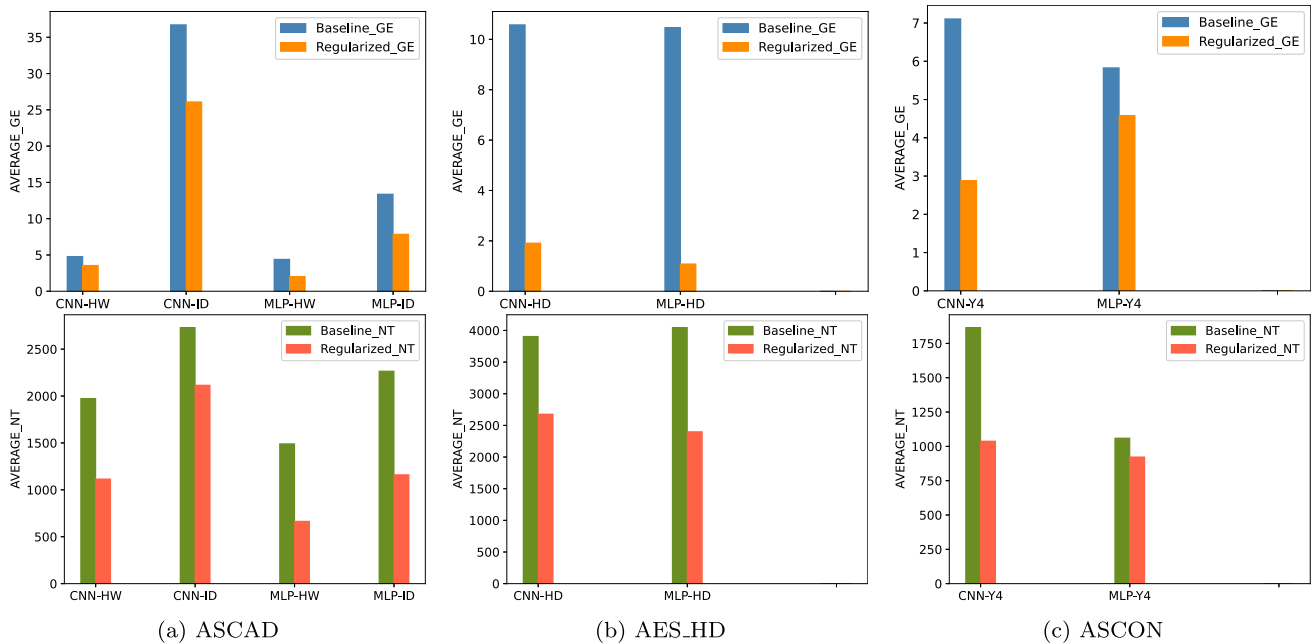 AVERAGE_GE
35
30
25
20
15
10
5
0
Baseline_GE
Regularized_GE
CNN-HW CNN-ID MLP-HW MLP-ID
AVERAGE_GE
10
8
6
4
2
0
Baseline_GE
Regularized_GE
CNN-HD MLP-HD
AVERAGE_GE
7
6
5
4
3
2
1
0
Baseline_GE
Regularized_GE
CNN-Y4 MLP-Y4
AVERAGE_NT
2500
2000
1500
1000
500
0
Baseline_NT
Regularized_NT
CNN-HW CNN-ID MLP-HW MLP-ID
(a) ASCAD
AVERAGE_NT
4000
3500
3000
2500
2000
1500
1000
500
0
Baseline_NT
Regularized_NT
CNN-HD MLP-HD
(b) AES_HD
AVERAGE_NT
1750
1500
1250
1000
750
500
250
0
Baseline_NT
Regularized_NT
CNN-Y4 MLP-Y4
(c) ASCON